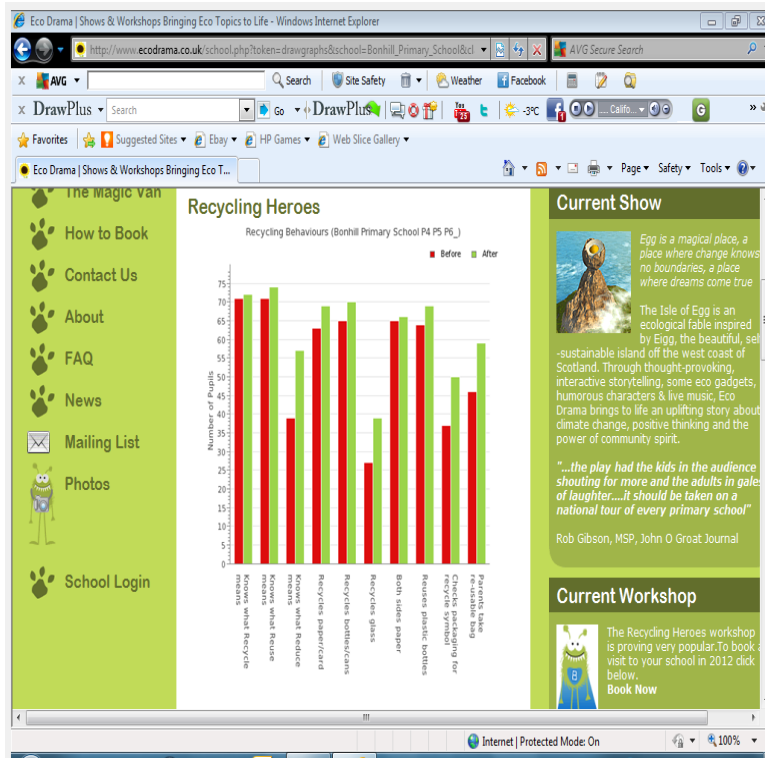 Eco Drama | Shows & Workshops Bringing Eco Topics to Life - Windows Internet Explorer
http://www.ecodrama.co.uk/school.php?token=drawgraphs&school=Bonhill_Primary_School&cl
AVG Secure Search
x AVG Search Site Safety Weather Facebook
x DrawPlus Search Go DrawPlus You 25 -3°C 1 .... Califo... G »
Favorites Suggested Sites Ebay HP Games Web Slice Gallery
Eco Drama | Shows & Workshops Bringing Eco T...
Page Safety Tools
The Magic Van
How to Book
Contact Us
About
FAQ
News
Mailing List
Photos
School Login
Recycling Heroes
Recycling Behaviours (Bonhill Primary School P4 P5 P6_)
Before After
Number of Pupils
75
70
65
60
55
50
45
40
35
30
25
20
15
10
5
0
Knows what Recycle
means
Knows what Reuse
means
Knows what Reduce
means
Recycles paper/card
Recycles bottles/cans
Recycles glass
Both sides paper
Reuses plastic bottles
Checks packaging for
recycle symbol
Parents take
re-usable bag
Current Show
Egg is a magical place, a
place where change knows
no boundaries, a place
where dreams come true
The Isle of Egg is an
ecological fable inspired
by Eigg, the beautiful, sel
-sustainable island off the west coast of
Scotland. Through thought-provoking,
interactive storytelling, some eco gadgets,
humorous characters & live music, Eco
Drama brings to life an uplifting story about
climate change, positive thinking and the
power of community spirit.
"...the play had the kids in the audience
shouting for more and the adults in gales
of laughter....it should be taken on a
national tour of every primary school"
Rob Gibson, MSP, John O Groat Journal
Current Workshop
The Recycling Heroes workshop
is proving very popular.To book a
visit to your school in 2012 click
below.
Book Now
Internet | Protected Mode: On
100%